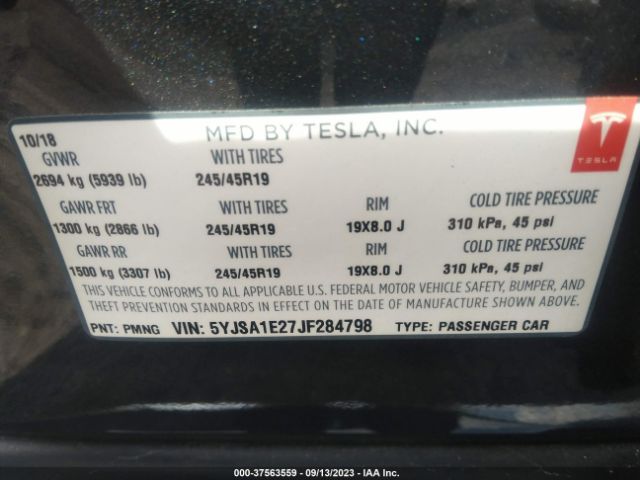 10/18 MFD BY TESLA, INC.
GVWR WITH TIRES
2694 kg (5939 lb) 245/45R19
TESLA
GAWR FRT WITH TIRES RIM COLD TIRE PRESSURE
1300 kg (2866 lb) 245/45R19 19X8.0 J 310 kPa, 45 psi
GAWR RR WITH TIRES RIM COLD TIRE PRESSURE
1500 kg (3307 lb) 245/45R19 19X8.0 J 310 kPa, 45 psi
THIS VEHICLE CONFORMS TO ALL APPLICABLE U.S. FEDERAL MOTOR VEHICLE SAFETY, BUMPER, AND
THEFT PREVENTION STANDARDS IN EFFECT ON THE DATE OF MANUFACTURE SHOWN ABOVE.
PNT: PMNG VIN: 5YJSA1E27JF284798 TYPE: PASSENGER CAR
000-37563559 - 09/13/2023 - IAA Inc.